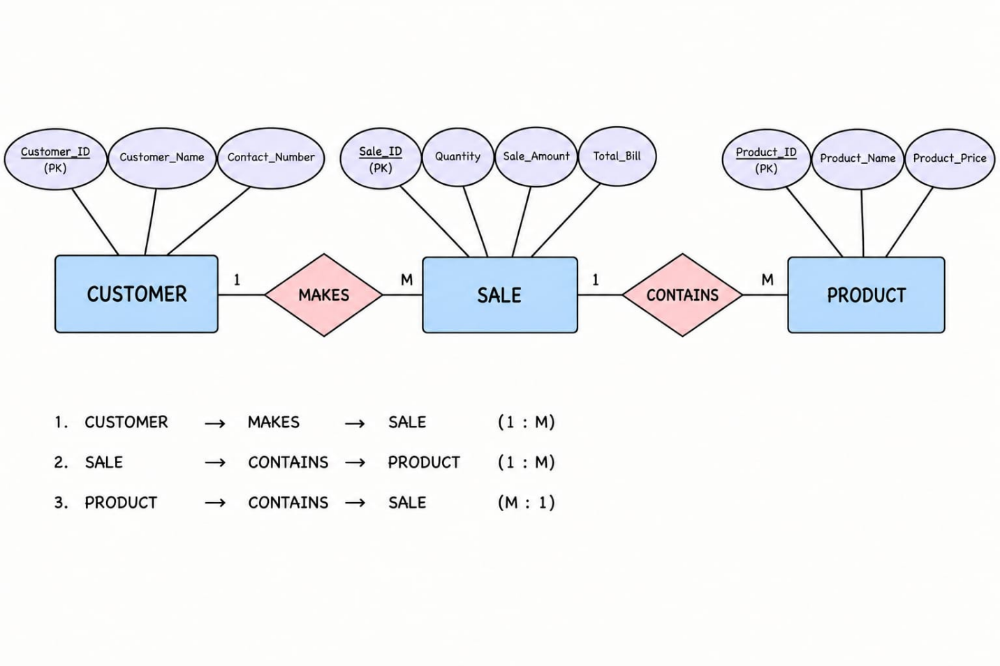 Customer_ID
(PK)
Customer_Name
Contact_Number
Sale_ID
(PK)
Quantity
Sale_Amount
Total_Bill
Product_ID
(PK)
Product_Name
Product_Price
CUSTOMER
1
MAKES
M
SALE
1
CONTAINS
M
PRODUCT
1. CUSTOMER → MAKES → SALE (1 : M)
2. SALE → CONTAINS → PRODUCT (1 : M)
3. PRODUCT → CONTAINS → SALE (M : 1)